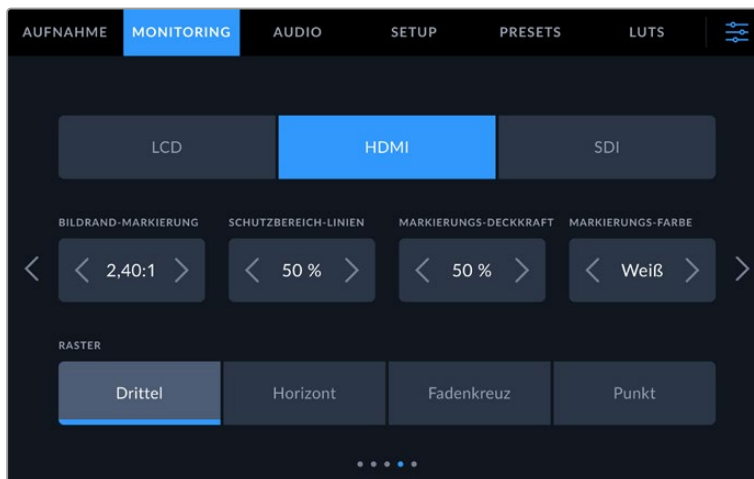 AUFNAHME MONITORING AUDIO SETUP PRESETS LUTS
LCD HDMI SDI
BILDRAND-MARKIERUNG SCHUTZBEREICH-LINIEN MARKIERUNGS-DECKKRAFT MARKIERUNGS-FARBE
2,40:1 50 % 50 % Weiß
RASTER
Drittel Horizont Fadenkreuz Punkt